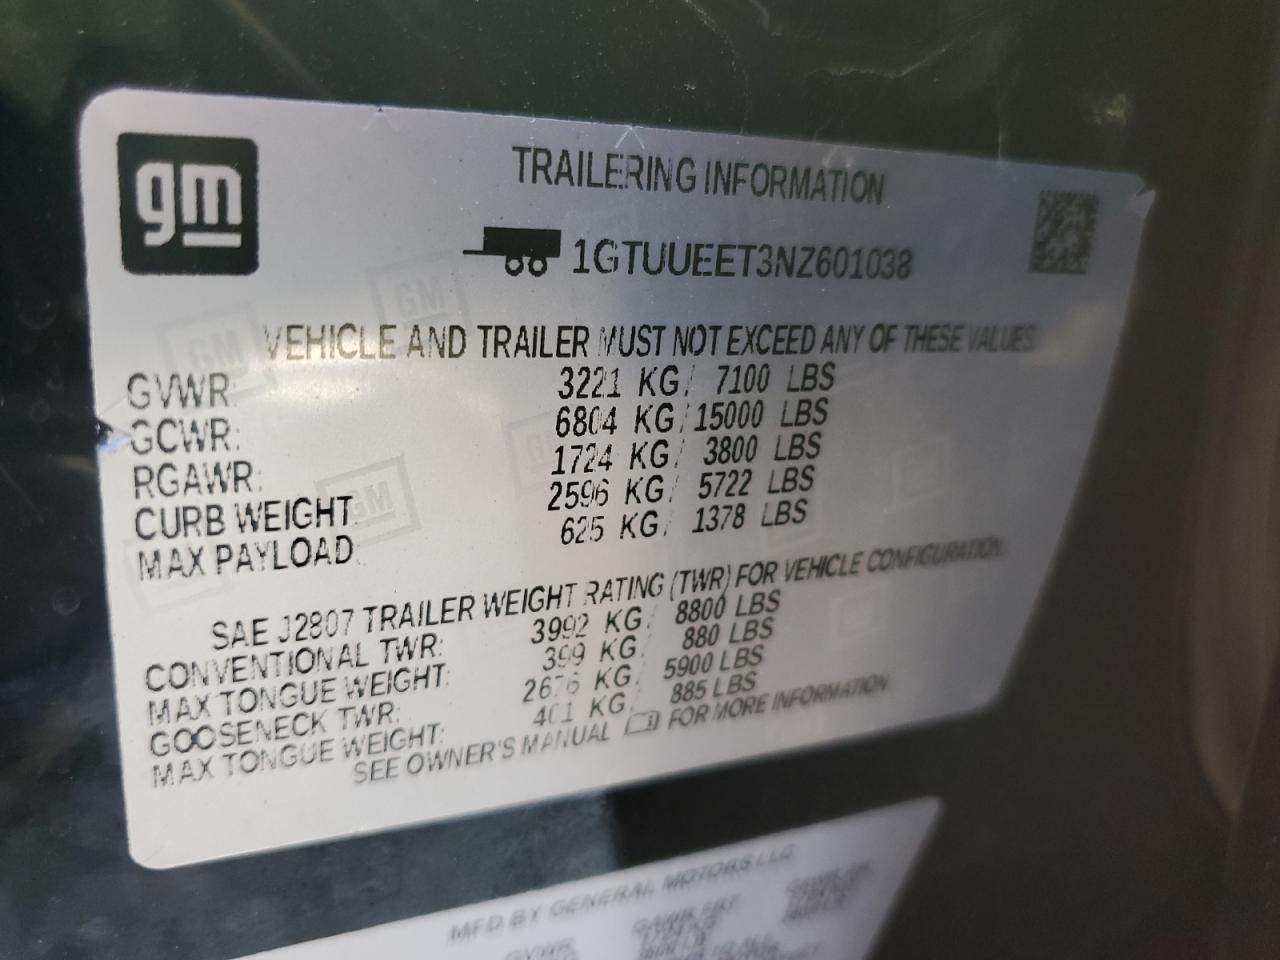 gm
TRAILERING INFORMATION
1GTUUEET3NZ601038
VEHICLE AND TRAILER MUST NOT EXCEED ANY OF THESE VALUES
GVWR: 3221 KG/ 7100 LBS
GCWR: 6804 KG/ 15000 LBS
RGAWR: 1724 KG/ 3800 LBS
CURB WEIGHT: 2596 KG/ 5722 LBS
MAX PAYLOAD: 625 KG/ 1378 LBS
SAE J2807 TRAILER WEIGHT RATING (TWR) FOR VEHICLE CONFIGURATION
CONVENTIONAL TWR: 3992 KG/ 8800 LBS
MAX TONGUE WEIGHT: 399 KG/ 880 LBS
GOOSENECK TWR: 2676 KG/ 5900 LBS
MAX TONGUE WEIGHT: 401 KG/ 885 LBS
SEE OWNER'S MANUAL FOR MORE INFORMATION
MFD BY GENERAL MOTORS LLC
GVWR GAWR FRT